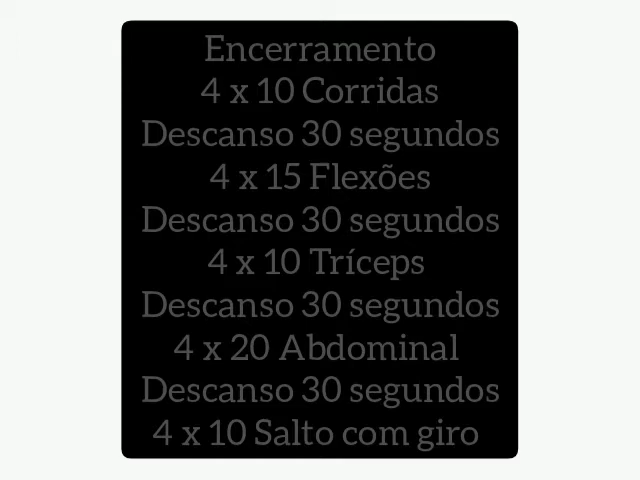 Encerramento
4 x 10 Corridas
Descanso 30 segundos
4 x 15 Flexões
Descanso 30 segundos
4 x 10 Tríceps
Descanso 30 segundos
4 x 20 Abdominal
Descanso 30 segundos
4 x 10 Salto com giro